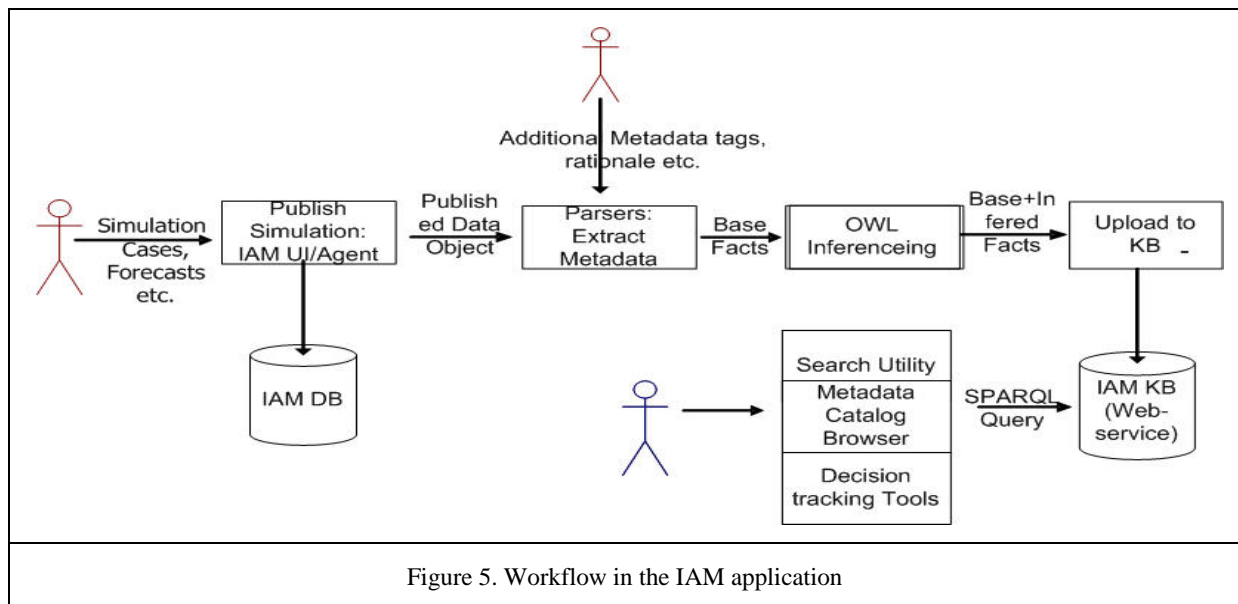 Additional Metadata tags,
rationale etc.
Simulation
Cases,
Forecasts
etc.
Publish
Simulation:
IAM UI/Agent
Publish
ed Data
Object
Parsers:
Extract
Metadata
Base
Facts
OWL
Inferenceing
Base+In
fered
Facts
Upload to
KB -
IAM DB
Search Utility
Metadata
Catalog
Browser
Decision
tracking Tools
SPARQL
Query
IAM KB
(Web-
service)
Figure 5. Workflow in the IAM application